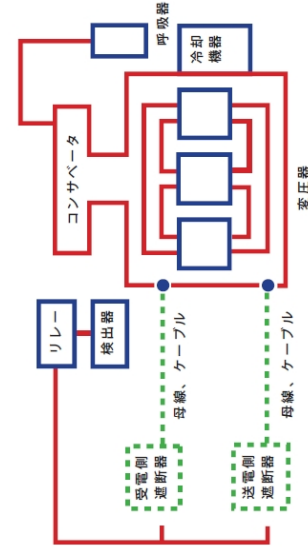 呼吸器
冷却
機器
コンサベータ
変圧器
リレー
検出器
母線、ケーブル
母線、ケーブル
受電側
遮断器
送電側
遮断器